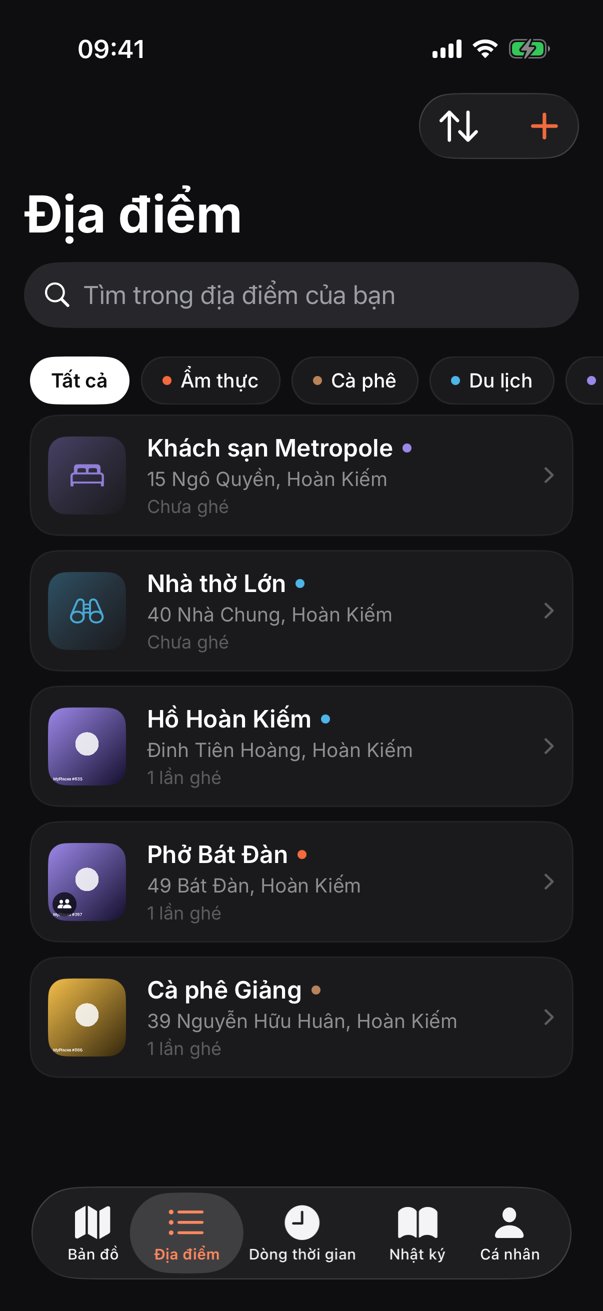 09:41
Địa điểm
Tìm trong địa điểm của bạn
Tất cả
Ẩm thực
Cà phê
Du lịch
Khách sạn Metropole
15 Ngô Quyền, Hoàn Kiếm
Chưa ghé
Nhà thờ Lớn
40 Nhà Chung, Hoàn Kiếm
Chưa ghé
Hồ Hoàn Kiếm
Đinh Tiên Hoàng, Hoàn Kiếm
1 lần ghé
Phở Bát Đàn
49 Bát Đàn, Hoàn Kiếm
1 lần ghé
Cà phê Giảng
39 Nguyễn Hữu Huân, Hoàn Kiếm
1 lần ghé
Bản đồ
Địa điểm
Dòng thời gian
Nhật ký
Cá nhân